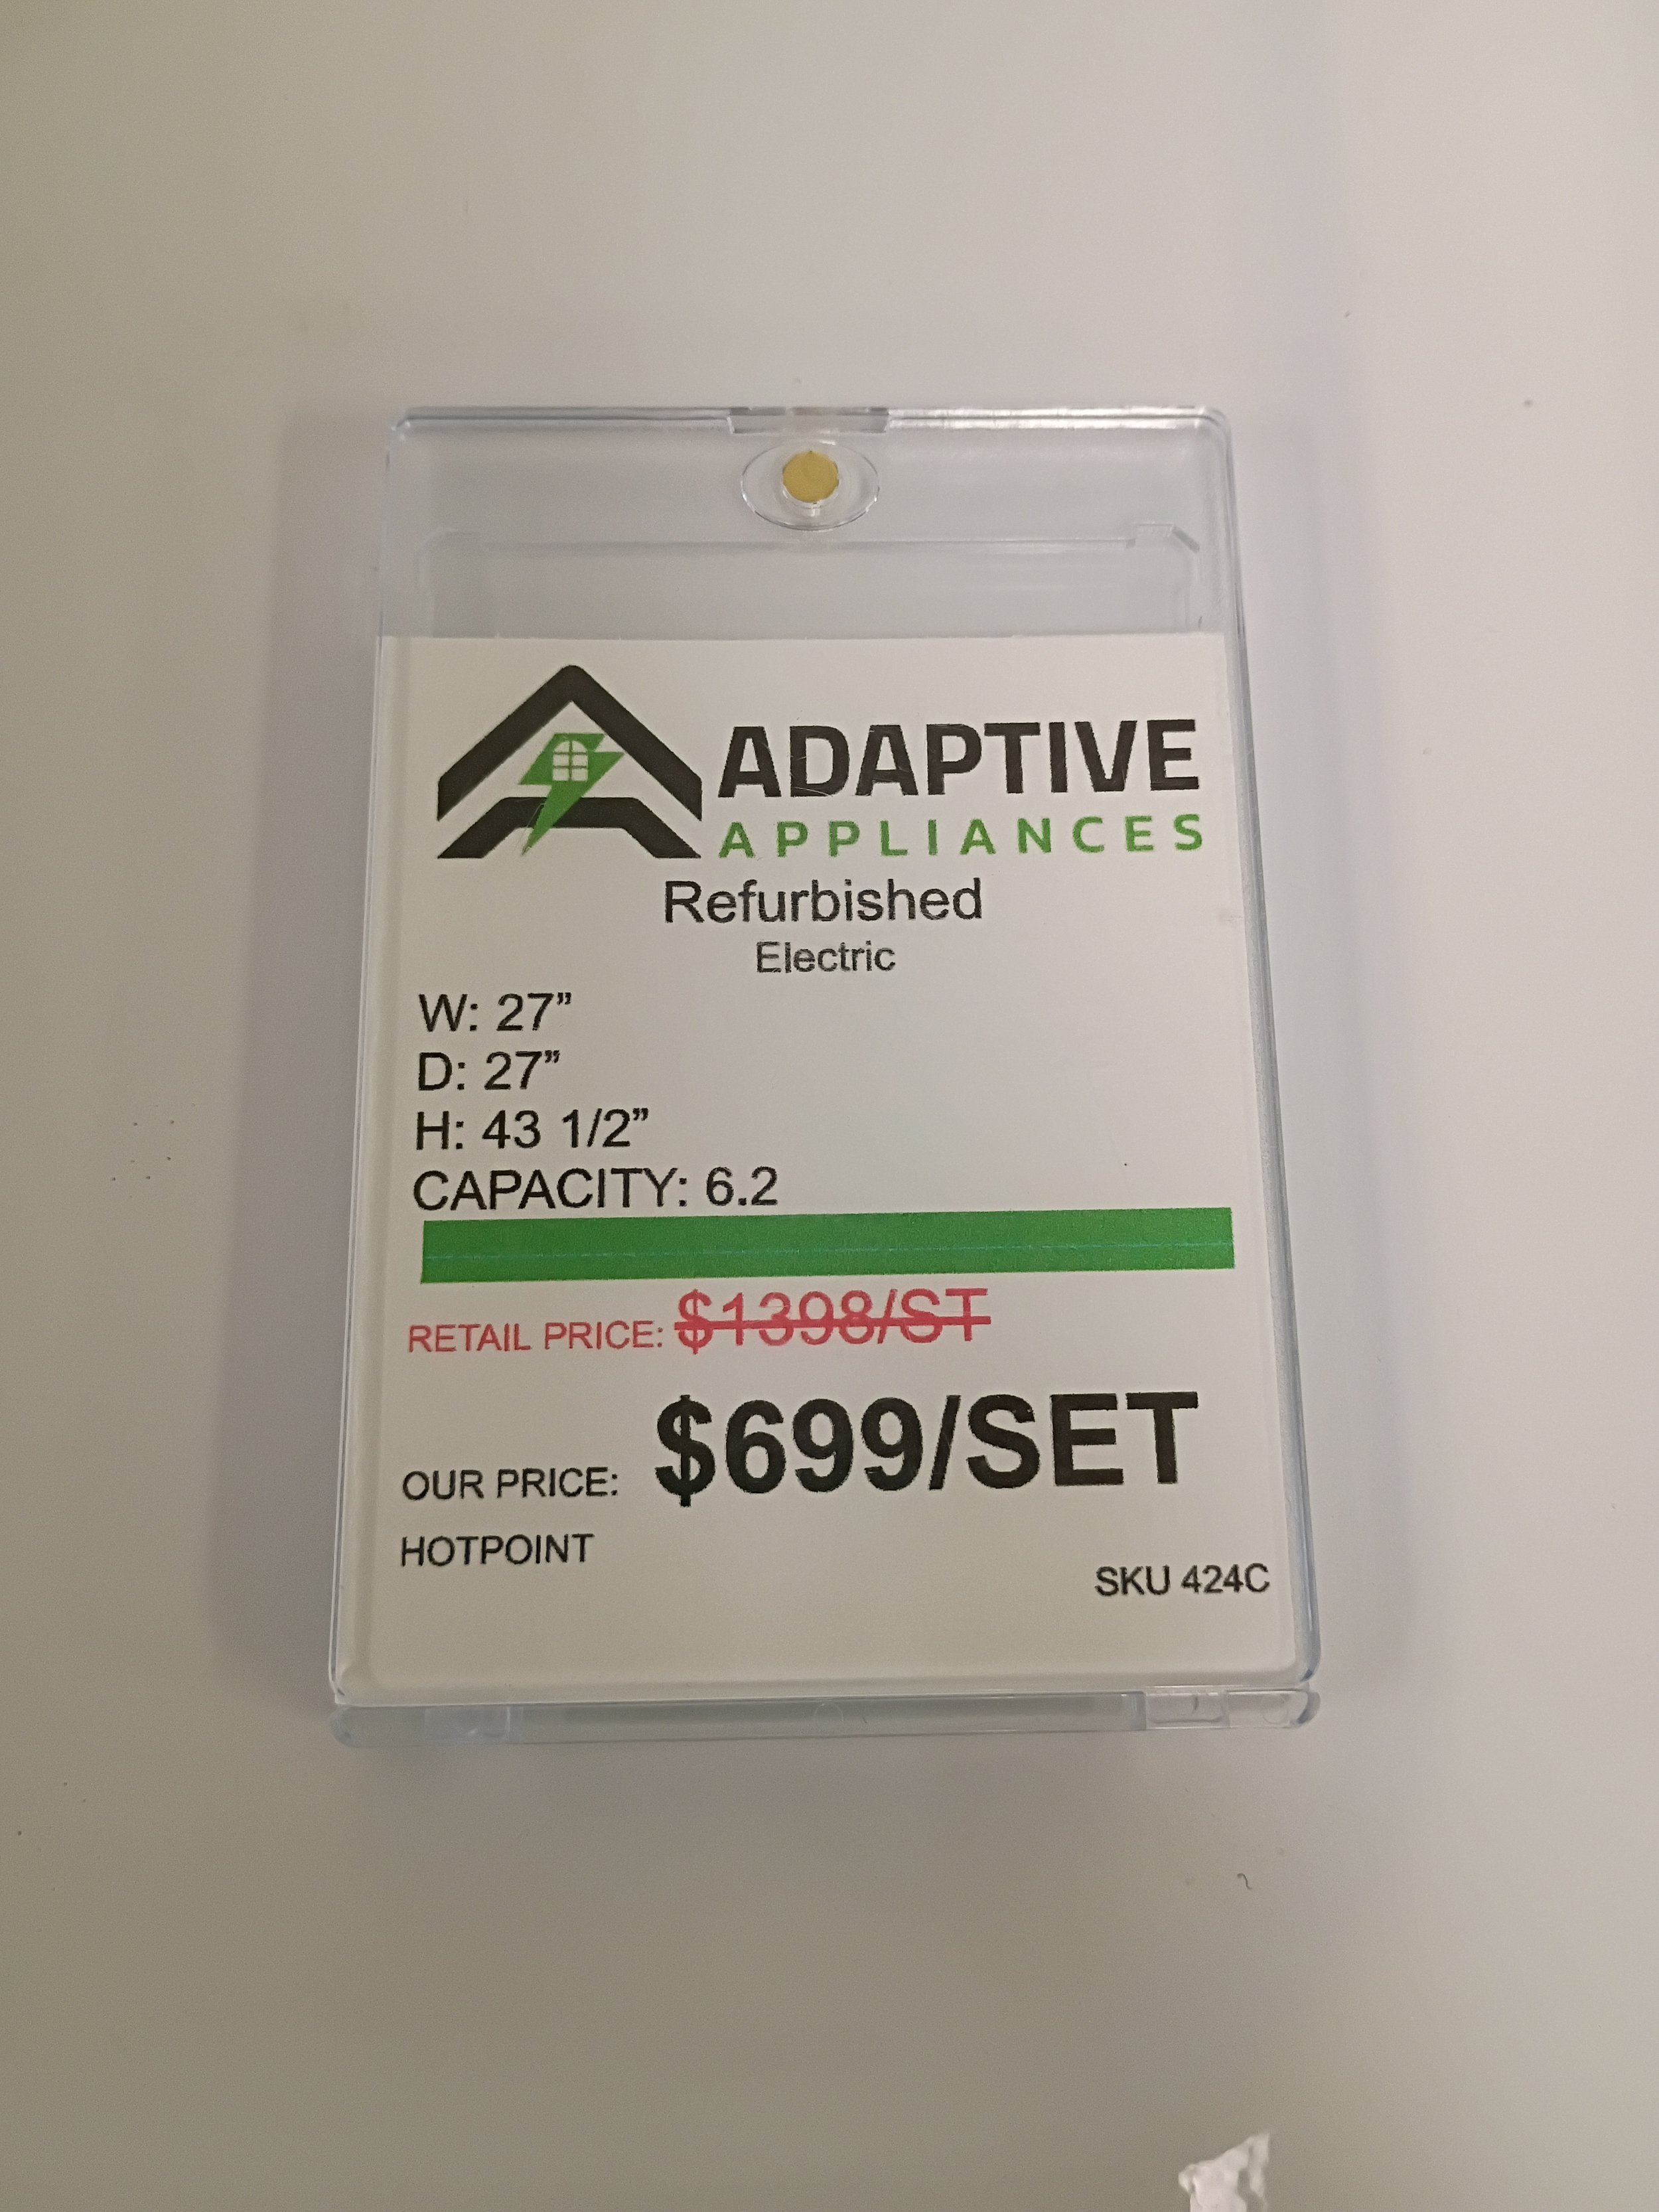 ADAPTIVE
APPLIANCES
Refurbished
Electric
W: 27”
D: 27”
H: 43 1/2”
CAPACITY: 6.2
RETAIL PRICE: $1398/ST
OUR PRICE: $699/SET
HOTPOINT
SKU 424C